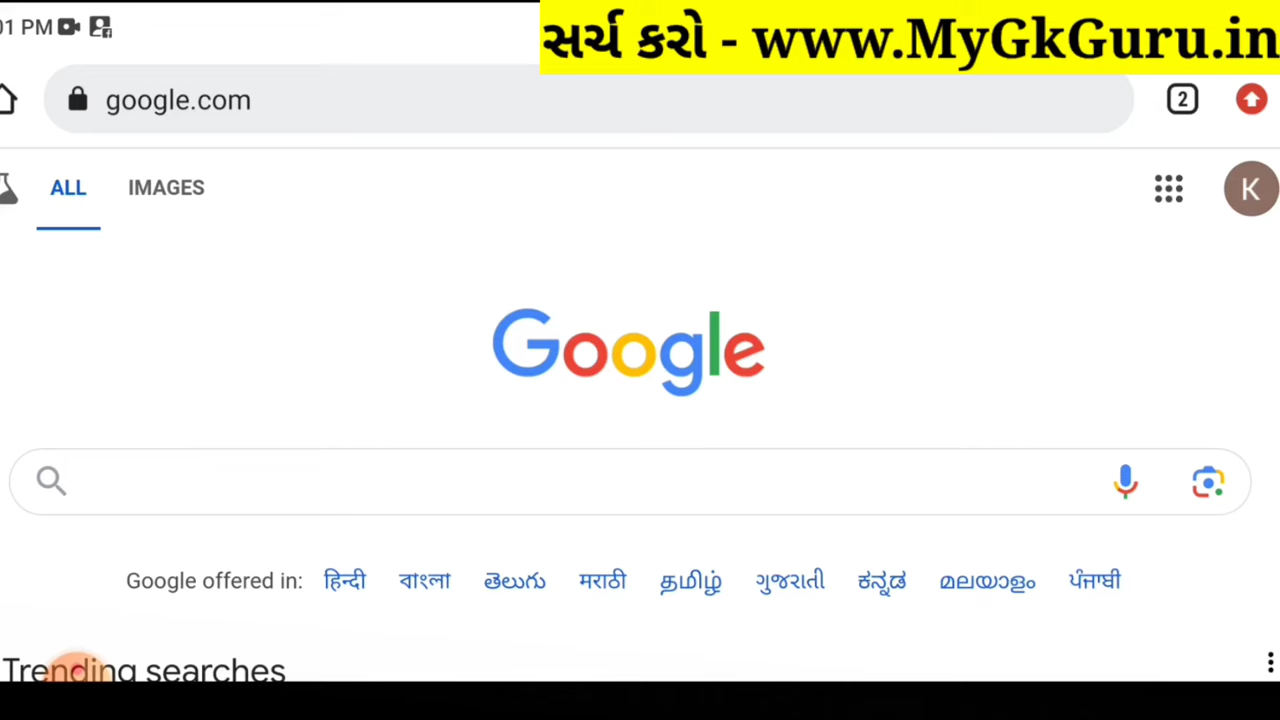 01 PM
સર્ચ કરો - www.MyGkGuru.in
google.com
2
ALL IMAGES
K
Google
Google offered in: हिन्दी বাংলা తెలుగు मराठी தமிழ் ગુજરાતી ಕನ್ನಡ മലയാളം ਪੰਜਾਬੀ
Trending searches